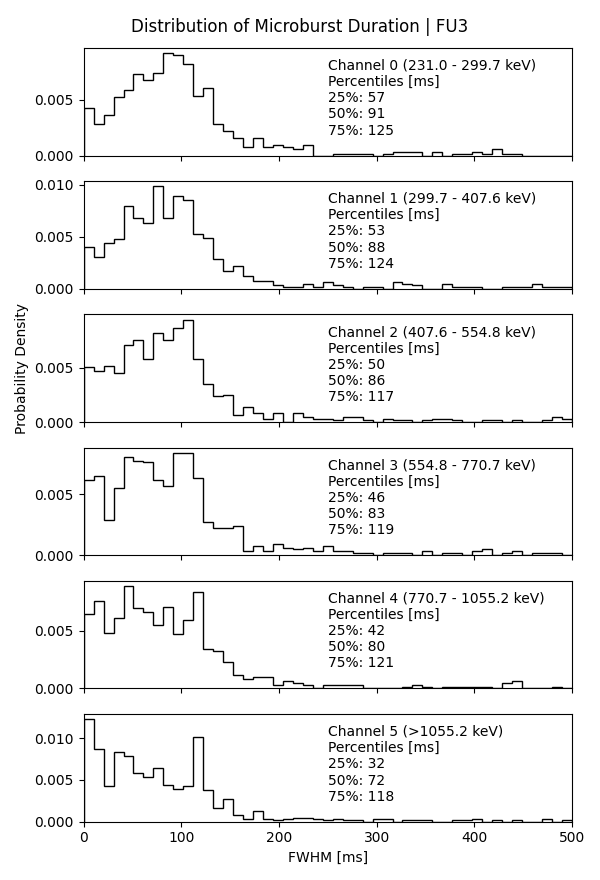 Distribution of Microburst Duration | FU3
Probability Density
0.005
0.000
Channel 0 (231.0 - 299.7 keV)
Percentiles [ms]
25%: 57
50%: 91
75%: 125
0.010
0.005
0.000
Channel 1 (299.7 - 407.6 keV)
Percentiles [ms]
25%: 53
50%: 88
75%: 124
0.005
0.000
Channel 2 (407.6 - 554.8 keV)
Percentiles [ms]
25%: 50
50%: 86
75%: 117
0.005
0.000
Channel 3 (554.8 - 770.7 keV)
Percentiles [ms]
25%: 46
50%: 83
75%: 119
0.005
0.000
Channel 4 (770.7 - 1055.2 keV)
Percentiles [ms]
25%: 42
50%: 80
75%: 121
0.010
0.005
0.000
Channel 5 (>1055.2 keV)
Percentiles [ms]
25%: 32
50%: 72
75%: 118
0 100 200 300 400 500
FWHM [ms]